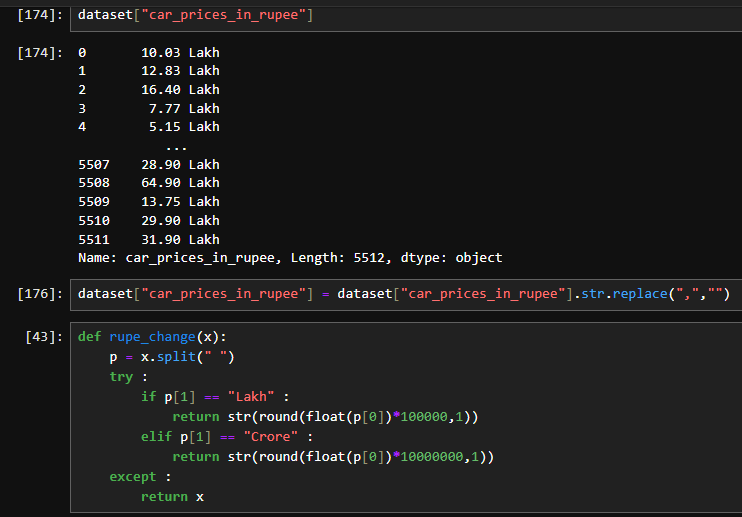 [174]: dataset["car_prices_in_rupee"]
[174]: 0       10.03 Lakh
1       12.83 Lakh
2       16.40 Lakh
3        7.77 Lakh
4        5.15 Lakh
           ...
5507    28.90 Lakh
5508    64.90 Lakh
5509    13.75 Lakh
5510    29.90 Lakh
5511    31.90 Lakh
Name: car_prices_in_rupee, Length: 5512, dtype: object
[176]: dataset["car_prices_in_rupee"] = dataset["car_prices_in_rupee"].str.replace(",","")
[43]: def rupe_change(x):
    p = x.split(" ")
    try :
        if p[1] == "Lakh" :
            return str(round(float(p[0])*100000,1))
        elif p[1] == "Crore" :
            return str(round(float(p[0])*10000000,1))
    except :
        return x